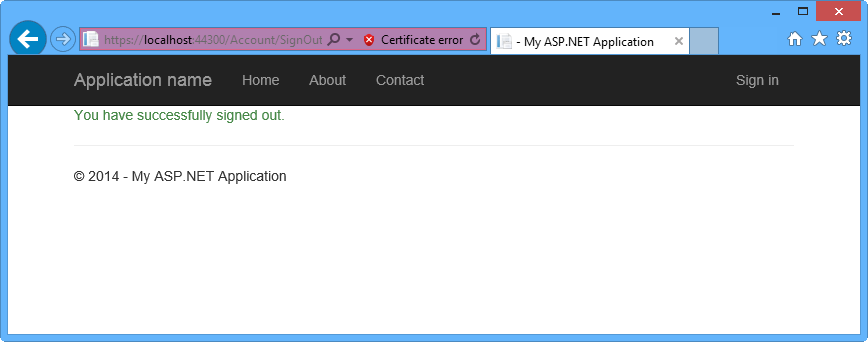 https://localhost:44300/Account/SignOut
Certificate error
- My ASP.NET Application
Application name
Home
About
Contact
Sign in
You have successfully signed out.
© 2014 - My ASP.NET Application